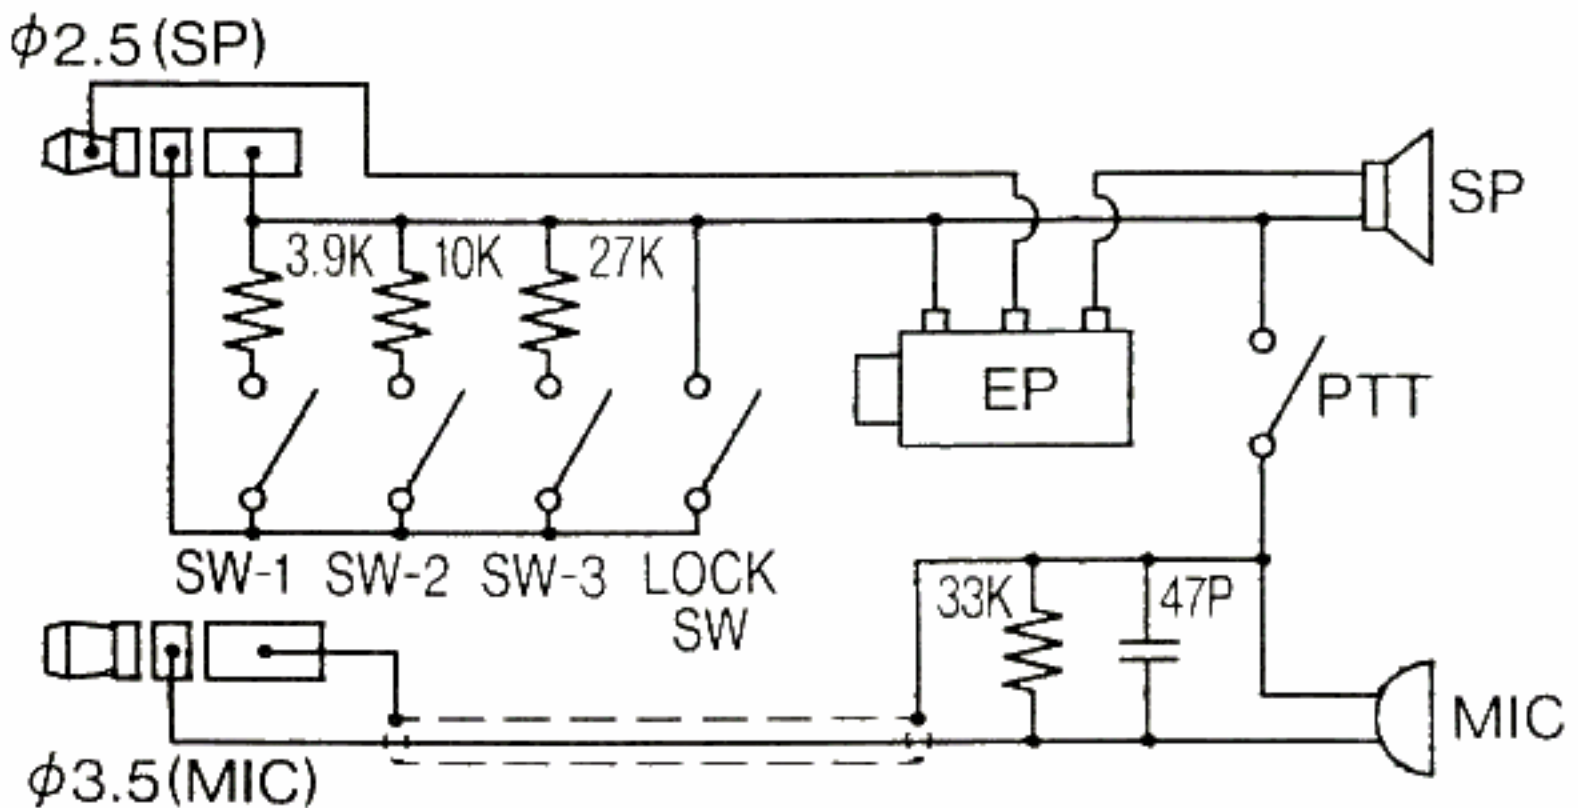 ϕ2.5(SP)
SP
3.9K
10K
27K
EP
PTT
SW-1
SW-2
SW-3
LOCK
SW
33K
47P
MIC
ϕ3.5(MIC)